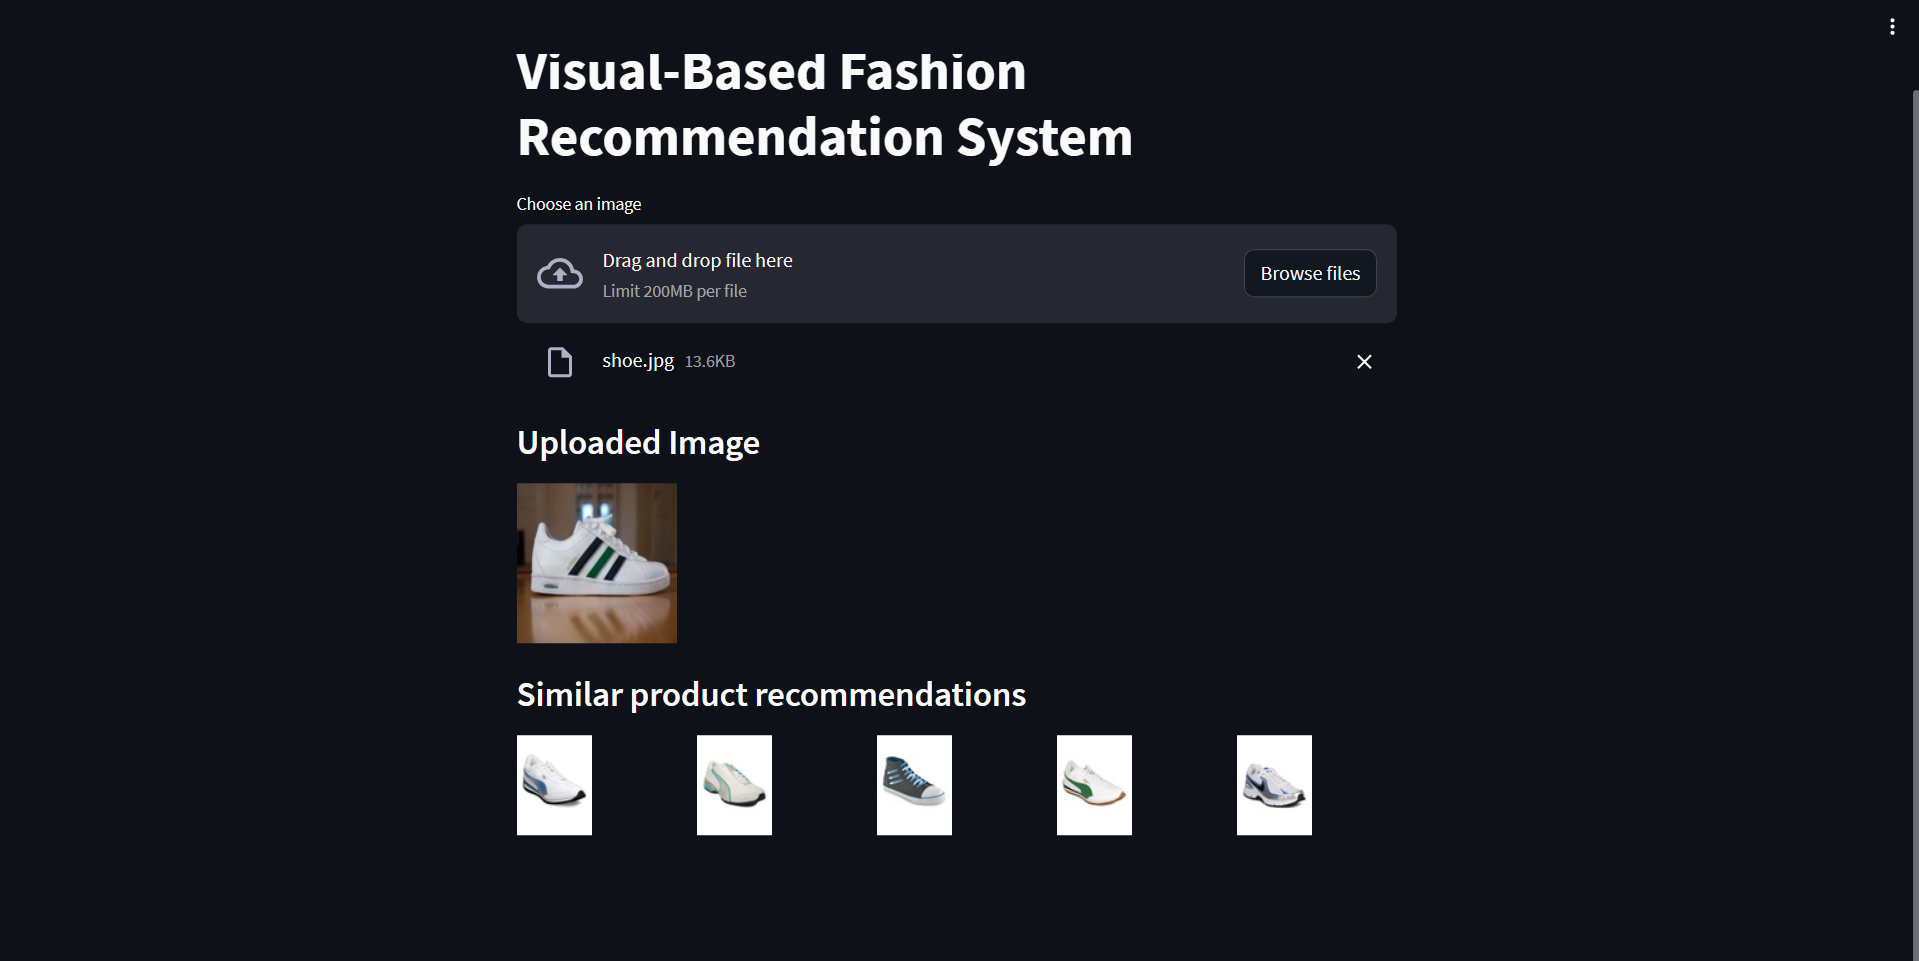 Visual-Based Fashion
Recommendation System
Choose an image
Drag and drop file here
Limit 200MB per file
Browse files
shoe.jpg 13.6KB
Uploaded Image
Similar product recommendations